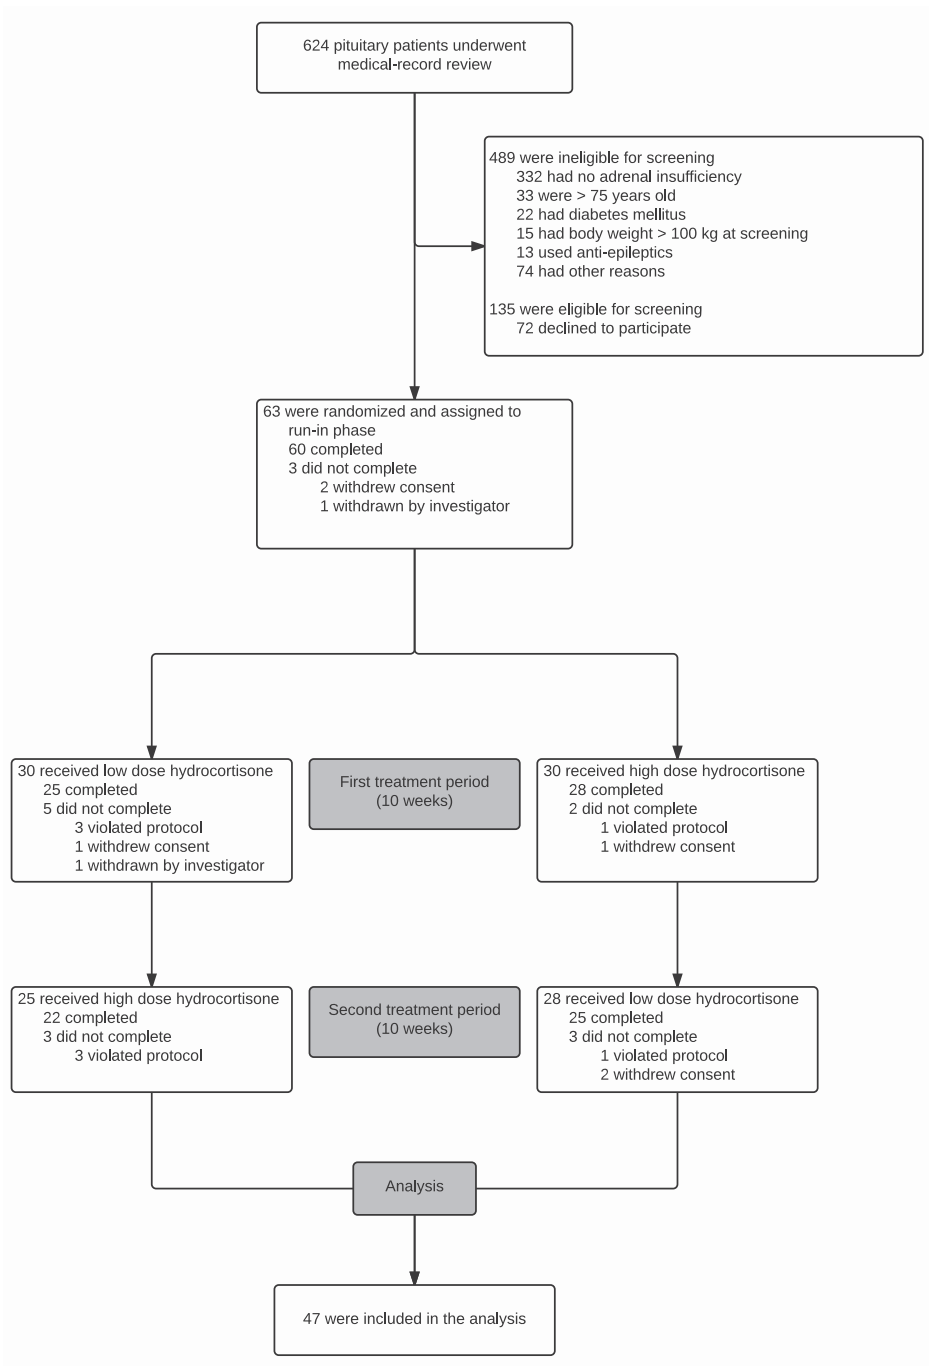 624 pituitary patients underwent
medical-record review
489 were ineligible for screening
332 had no adrenal insufficiency
33 were > 75 years old
22 had diabetes mellitus
15 had body weight > 100 kg at screening
13 used anti-epileptics
74 had other reasons
135 were eligible for screening
72 declined to participate
63 were randomized and assigned to
run-in phase
60 completed
3 did not complete
2 withdrew consent
1 withdrawn by investigator
30 received low dose hydrocortisone
25 completed
5 did not complete
3 violated protocol
1 withdrew consent
1 withdrawn by investigator
First treatment period
(10 weeks)
30 received high dose hydrocortisone
28 completed
2 did not complete
1 violated protocol
1 withdrew consent
25 received high dose hydrocortisone
22 completed
3 did not complete
3 violated protocol
Second treatment period
(10 weeks)
28 received low dose hydrocortisone
25 completed
3 did not complete
1 violated protocol
2 withdrew consent
Analysis
47 were included in the analysis